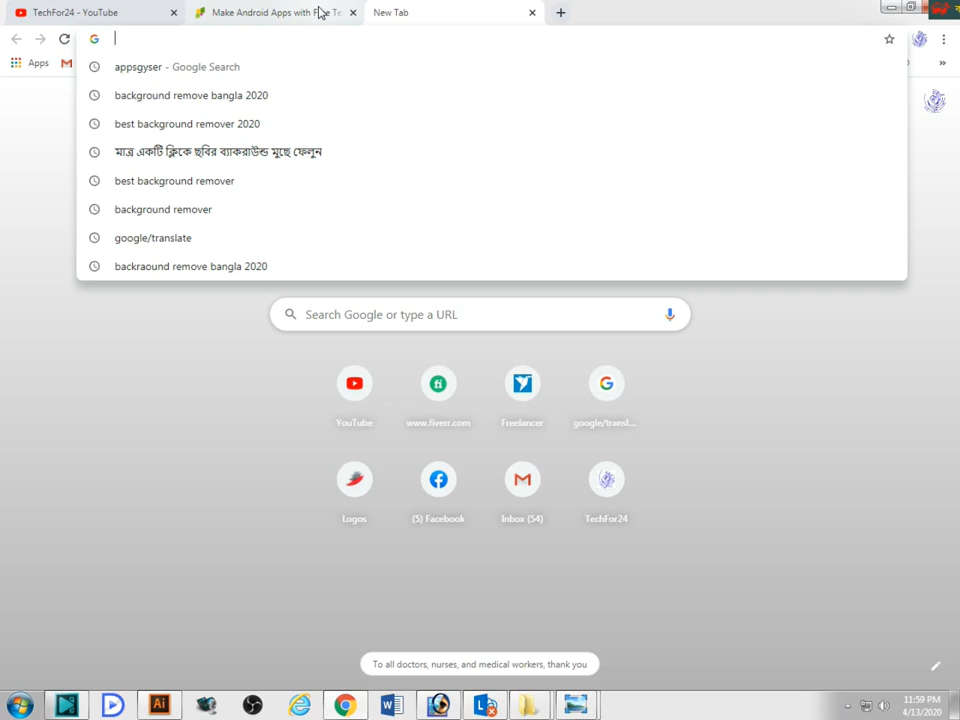 TechFor24 - YouTube
Make Android Apps with F e Te
New Tab
Apps
appsgyser - Google Search
background remove bangla 2020
best background remover 2020
মাত্র একটি ক্লিকে ছবির ব্যাকরাউন্ড মুছে ফেলুন
best background remover
background remover
google/translate
backraound remove bangla 2020
Search Google or type a URL
YouTube
www.fiverr.com
Freelancer
google/transl...
Logos
(5) Facebook
Inbox (54)
TechFor24
To all doctors, nurses, and medical workers, thank you
11:59 PM
4/13/2020